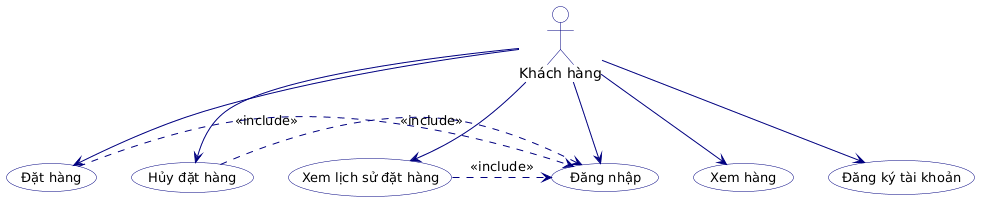 Khách hàng
«include»
«include»
«include»
Đặt hàng
Hủy đặt hàng
Xem lịch sử đặt hàng
Đăng nhập
Xem hàng
Đăng ký tài khoản